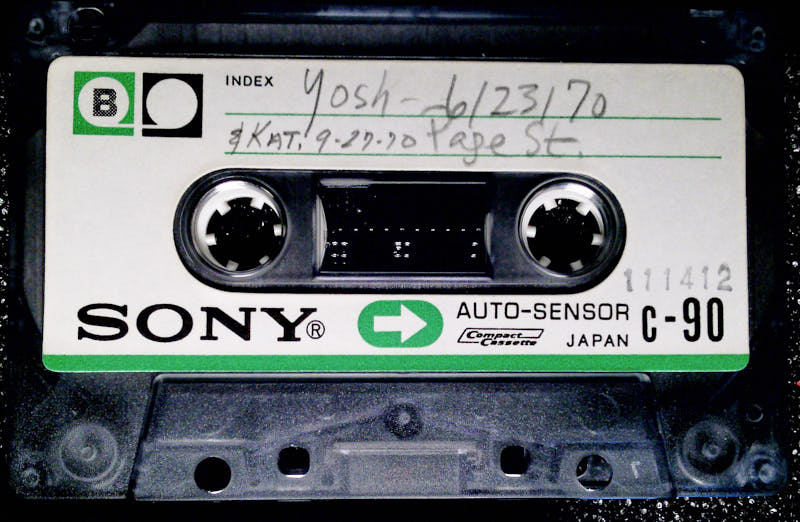 B INDEX Yosh - 6/23/70
& KAT. 9-27-70 Page St.
111412
SONY® AUTO-SENSOR C-90
Compact Cassette JAPAN